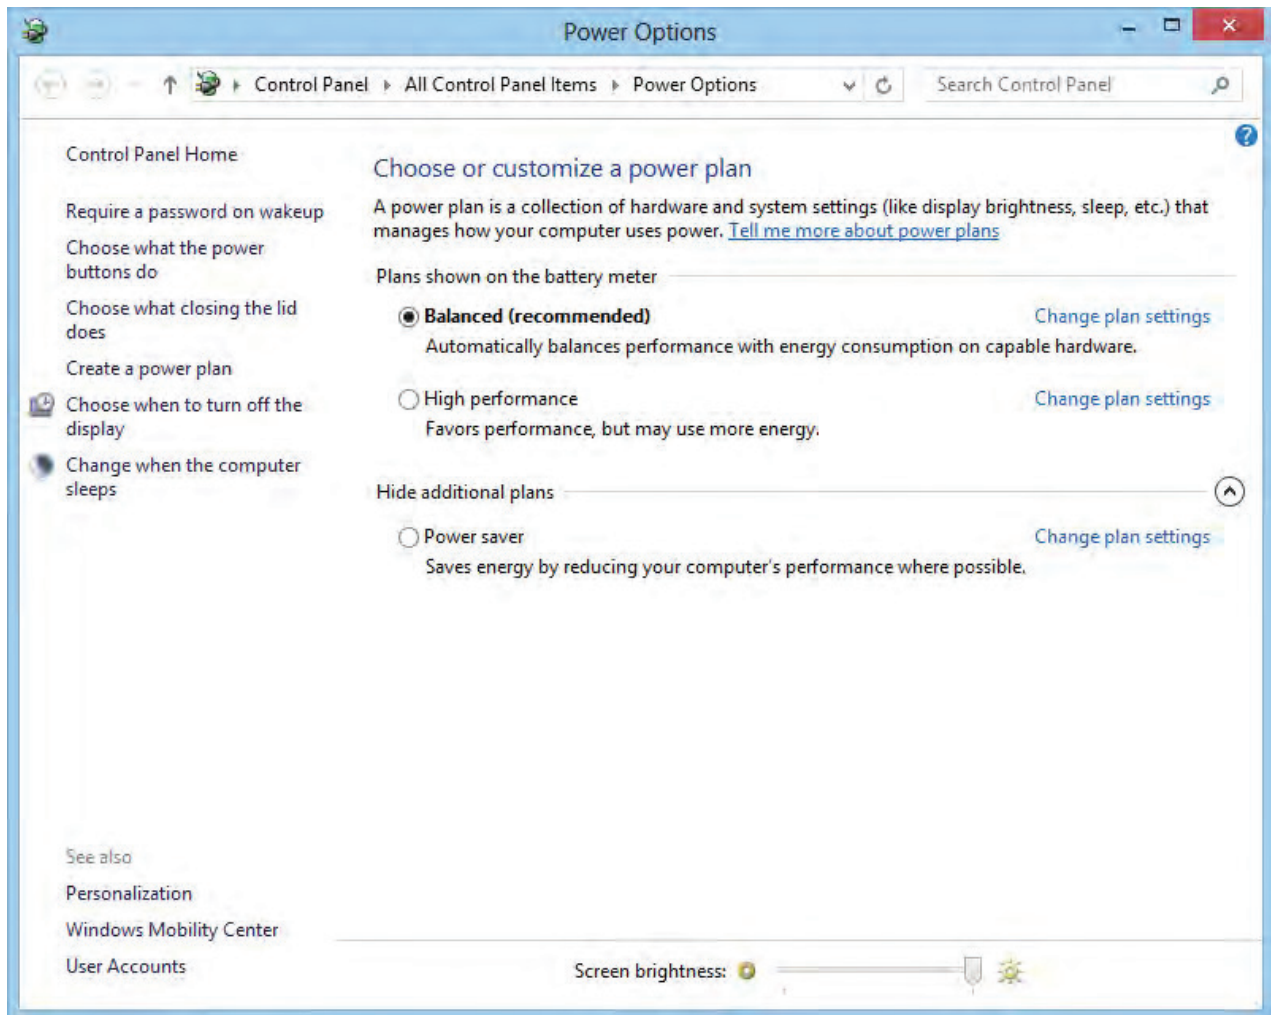 Power Options
Control Panel
All Control Panel Items
Power Options
Search Control Panel
Control Panel Home
Require a password on wakeup
Choose what the power
buttons do
Choose what closing the lid
does
Create a power plan
Choose when to turn off the
display
Change when the computer
sleeps
Choose or customize a power plan
A power plan is a collection of hardware and system settings (like display brightness, sleep, etc.) that
manages how your computer uses power. Tell me more about power plans
Plans shown on the battery meter
Balanced (recommended) Change plan settings
Automatically balances performance with energy consumption on capable hardware.
High performance Change plan settings
Favors performance, but may use more energy.
Hide additional plans
Power saver Change plan settings
Saves energy by reducing your computer's performance where possible.
See also
Personalization
Windows Mobility Center
User Accounts
Screen brightness: